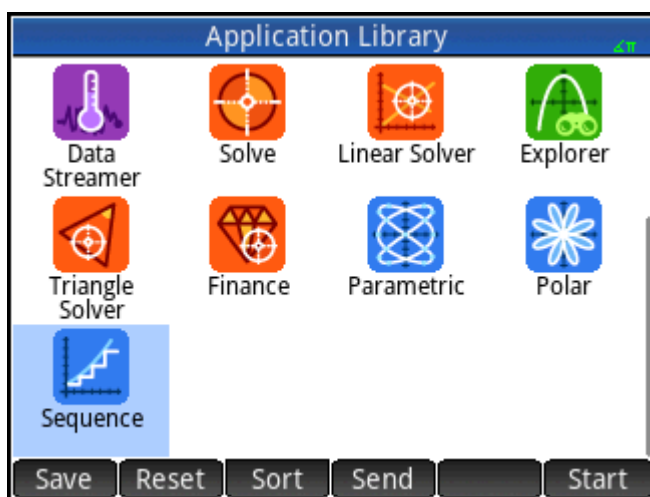 Application Library
∡π
Data
Streamer
Solve
Linear Solver
Explorer
Triangle
Solver
Finance
Parametric
Polar
Sequence
Save
Reset
Sort
Send
Start